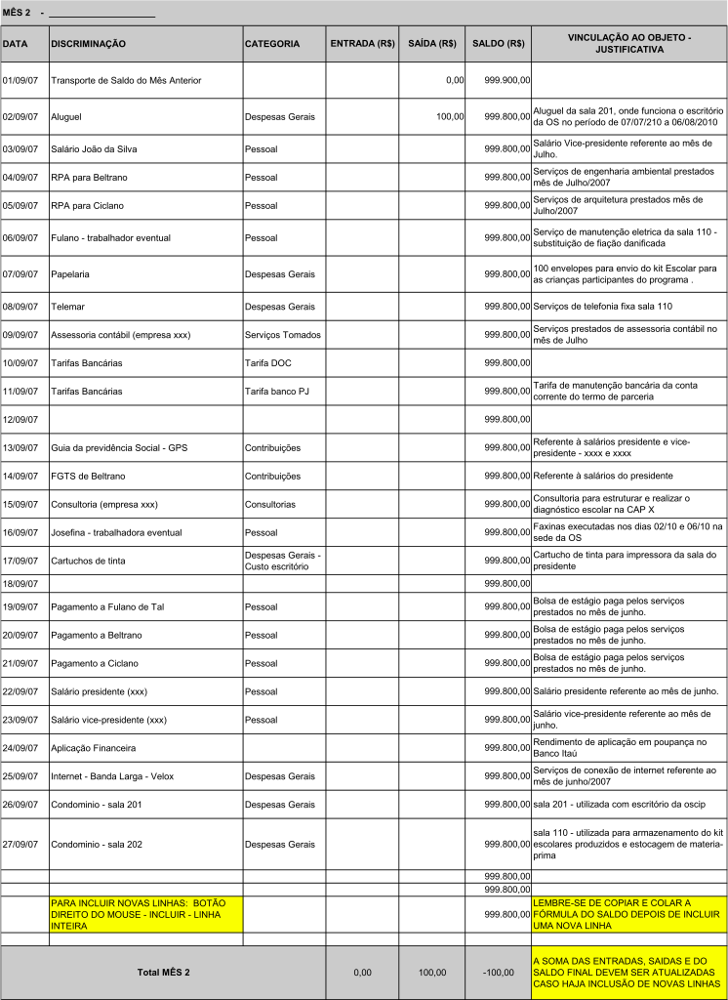 MÊS 2 - ____________________
DATA DISCRIMINAÇÃO CATEGORIA ENTRADA (R$) SAÍDA (R$) SALDO (R$) VINCULAÇÃO AO OBJETO -
JUSTIFICATIVA
01/09/07 Transporte de Saldo do Mês Anterior 0,00 999.900,00
02/09/07 Aluguel Despesas Gerais 100,00 999.800,00 Aluguel da sala 201, onde funciona o escritório
da OS no período de 07/07/210 a 06/08/2010
03/09/07 Salário João da Silva Pessoal 999.800,00 Salário Vice-presidente referente ao mês de
Julho.
04/09/07 RPA para Beltrano Pessoal 999.800,00 Serviços de engenharia ambiental prestados
mês de Julho/2007
05/09/07 RPA para Ciclano Pessoal 999.800,00 Serviços de arquitetura prestados mês de
Julho/2007
06/09/07 Fulano - trabalhador eventual Pessoal 999.800,00 Serviço de manutenção eletrica da sala 110 -
substituição de fiação danificada
07/09/07 Papelaria Despesas Gerais 999.800,00 100 envelopes para envio do kit Escolar para
as crianças participantes do programa .
08/09/07 Telemar Despesas Gerais 999.800,00 Serviços de telefonia fixa sala 110
09/09/07 Assessoria contábil (empresa xxx) Serviços Tomados 999.800,00 Serviços prestados de assessoria contábil no
mês de Julho
10/09/07 Tarifas Bancárias Tarifa DOC 999.800,00
11/09/07 Tarifas Bancárias Tarifa banco PJ 999.800,00 Tarifa de manutenção bancária da conta
corrente do termo de parceria
12/09/07 999.800,00
13/09/07 Guia da previdência Social - GPS Contribuições 999.800,00 Referente à salários presidente e vice-
presidente - xxxx e xxxx
14/09/07 FGTS de Beltrano Contribuições 999.800,00 Referente à salários do presidente
15/09/07 Consultoria (empresa xxx) Consultorias 999.800,00 Consultoria para estruturar e realizar o
diagnóstico escolar na CAP X
16/09/07 Josefina - trabalhadora eventual Pessoal 999.800,00 Faxinas executadas nos dias 02/10 e 06/10 na
sede da OS
17/09/07 Cartuchos de tinta Despesas Gerais - 999.800,00 Cartucho de tinta para impressora da sala do
Custo escritório presidente
18/09/07 999.800,00
19/09/07 Pagamento a Fulano de Tal Pessoal 999.800,00 Bolsa de estágio paga pelos serviços
prestados no mês de junho.
20/09/07 Pagamento a Beltrano Pessoal 999.800,00 Bolsa de estágio paga pelos serviços
prestados no mês de junho.
21/09/07 Pagamento a Ciclano Pessoal 999.800,00 Bolsa de estágio paga pelos serviços
prestados no mês de junho.
22/09/07 Salário presidente (xxx) Pessoal 999.800,00 Salário presidente referente ao mês de junho.
23/09/07 Salário vice-presidente (xxx) Pessoal 999.800,00 Salário vice-presidente referente ao mês de
junho.
24/09/07 Aplicação Financeira 999.800,00 Rendimento de aplicação em poupança no
Banco Itaú
25/09/07 Internet - Banda Larga - Velox Despesas Gerais 999.800,00 Serviços de conexão de internet referente ao
mês de junho/2007
26/09/07 Condominio - sala 201 Despesas Gerais 999.800,00 sala 201 - utilizada com escritório da oscip
27/09/07 Condominio - sala 202 Despesas Gerais 999.800,00 sala 110 - utilizada para armazenamento do kit
escolares produzidos e estocagem de materia-
prima
999.800,00
999.800,00
PARA INCLUIR NOVAS LINHAS: BOTÃO
DIREITO DO MOUSE - INCLUIR - LINHA
INTEIRA
999.800,00
LEMBRE-SE DE COPIAR E COLAR A
FÓRMULA DO SALDO DEPOIS DE INCLUIR
UMA NOVA LINHA
Total MÊS 2 0,00 100,00 -100,00
A SOMA DAS ENTRADAS, SAIDAS E DO
SALDO FINAL DEVEM SER ATUALIZADAS
CASO HAJA INCLUSÃO DE NOVAS LINHAS